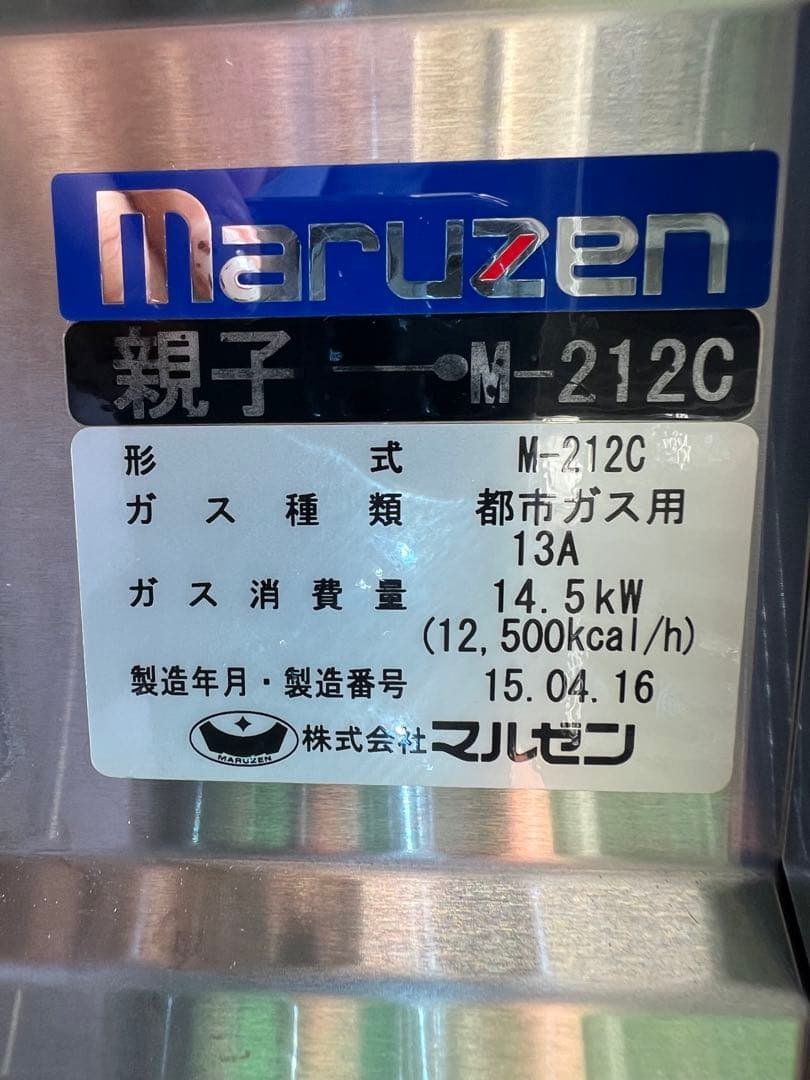 maruzen
親子 M-212C
形式 M-212C
ガス種類 都市ガス用
13A
ガス消費量 14.5kW
(12,500kcal/h)
製造年月・製造番号 15.04.16
MARUZEN 株式会社マルゼン